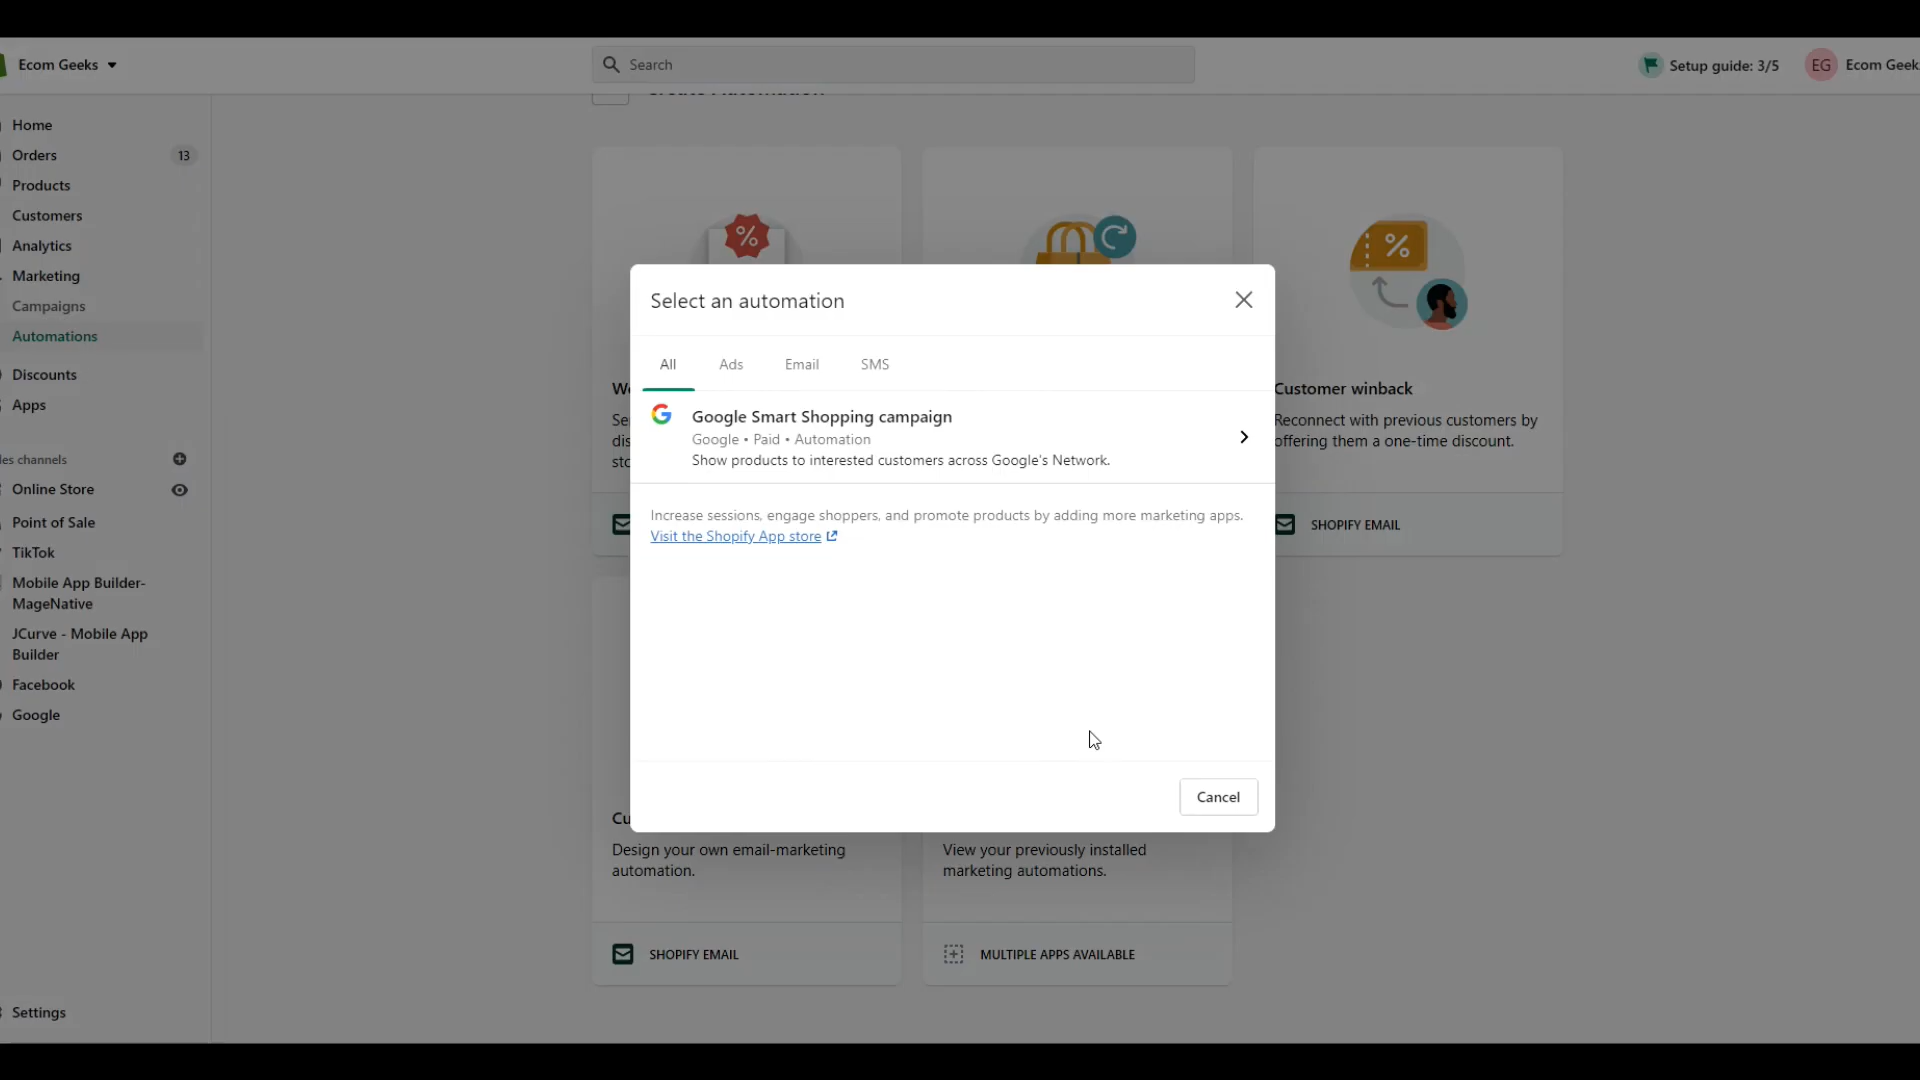 Ecom Geeks
Search
Setup guide: 3/5
EG
Ecom Geek
Home
Orders
13
Products
Customers
Analytics
Marketing
Campaigns
Automations
Discounts
Apps
les channels
Online Store
Point of Sale
TikTok
Mobile App Builder-
MageNative
JCurve - Mobile App
Builder
Facebook
Google
Settings
Select an automation
All
Ads
Email
SMS
Google Smart Shopping campaign
Google • Paid • Automation
Show products to interested customers across Google's Network.
Increase sessions, engage shoppers, and promote products by adding more marketing apps.
Visit the Shopify App store
Cancel
We
Se
dis
sto
Customer winback
Reconnect with previous customers by
offering them a one-time discount.
SHOPIFY EMAIL
Cu
Design your own email-marketing
automation.
SHOPIFY EMAIL
View your previously installed
marketing automations.
MULTIPLE APPS AVAILABLE